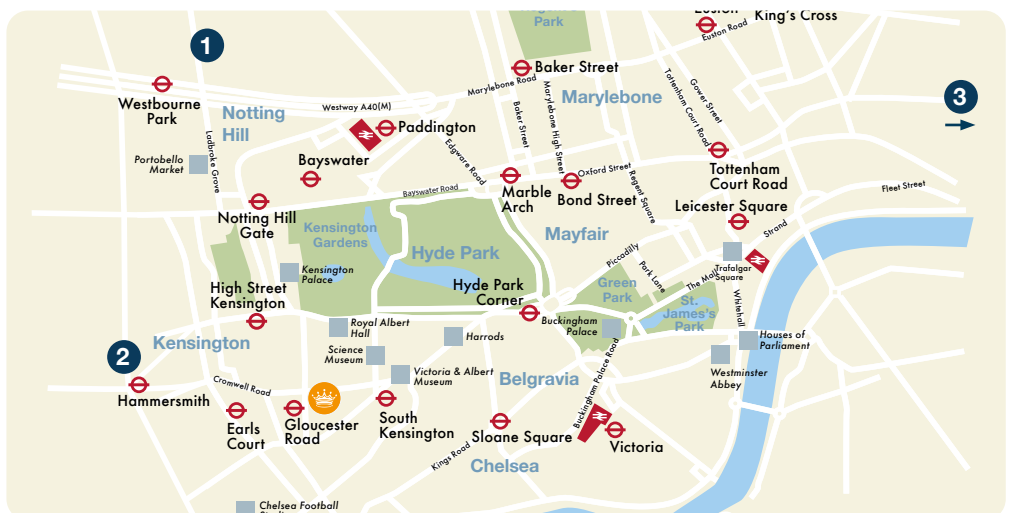 Park
Euston
King's Cross
Euston Road
1
Baker Street
Marylebone Road
Marylebone
Westbourne
Park
Notting
Hill
Westway A40(M)
Paddington
Tottenham Court Road
Gower Street
3
Baker Street
Marylebone High Street
Portobello
Market
Ladbrake Grove
Bayswater
Edgware Road
Oxford Street
Tottenham
Court Road
Marble
Arch
Bond Street
Regent Square
Bayswater Road
Fleet Street
Notting Hill
Gate
Leicester Square
Kensington
Gardens
Hyde Park
Mayfair
Strand
Piccadilly
Park Lane
Trafalgar
Square
Kensington
Palace
High Street
Kensington
Hyde Park
Corner
Green
Park
The Mall
St.
James's
Park
Whitehall
Royal Albert
Hall
Harrods
Buckingham
Palace
Houses of
Parliament
Kensington
2
Science
Museum
Victoria & Albert
Museum
Westminster
Abbey
Belgravia
Buckingham Palace Road
Hammersmith
Cromwell Road
Earls
Court
Gloucester
Road
South
Kensington
Sloane Square
Victoria
Kings Road
Chelsea
Chelsea Football